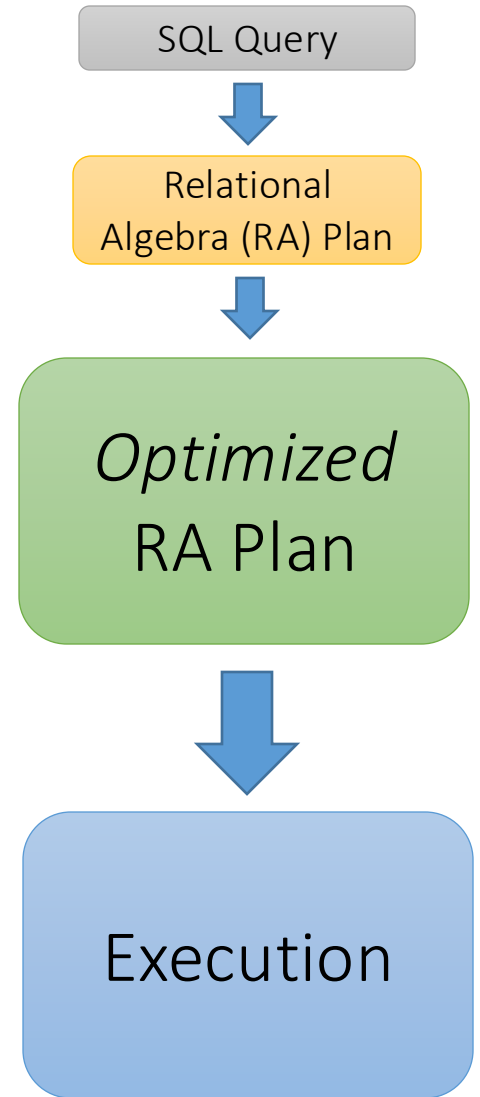 SQL Query
Relational
Algebra (RA) Plan
Optimized
RA Plan
Execution